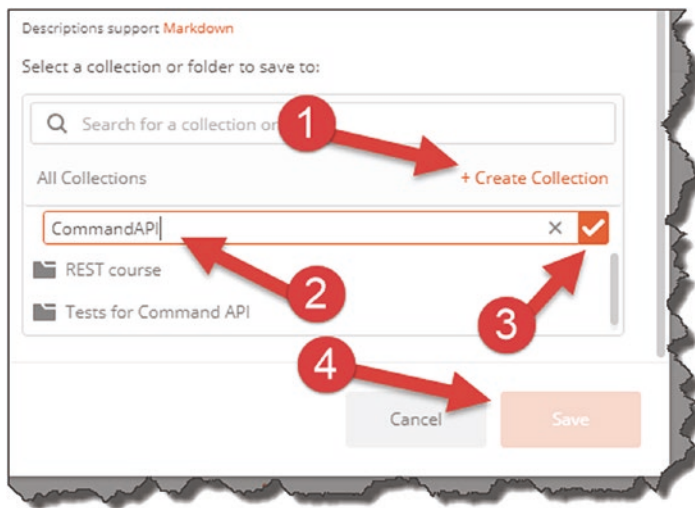 Descriptions support Markdown
Select a collection or folder to save to:
Search for a collection or
1
All Collections
+ Create Collection
CommandAPI
REST course
2
Tests for Command API
3
4
Cancel
Save